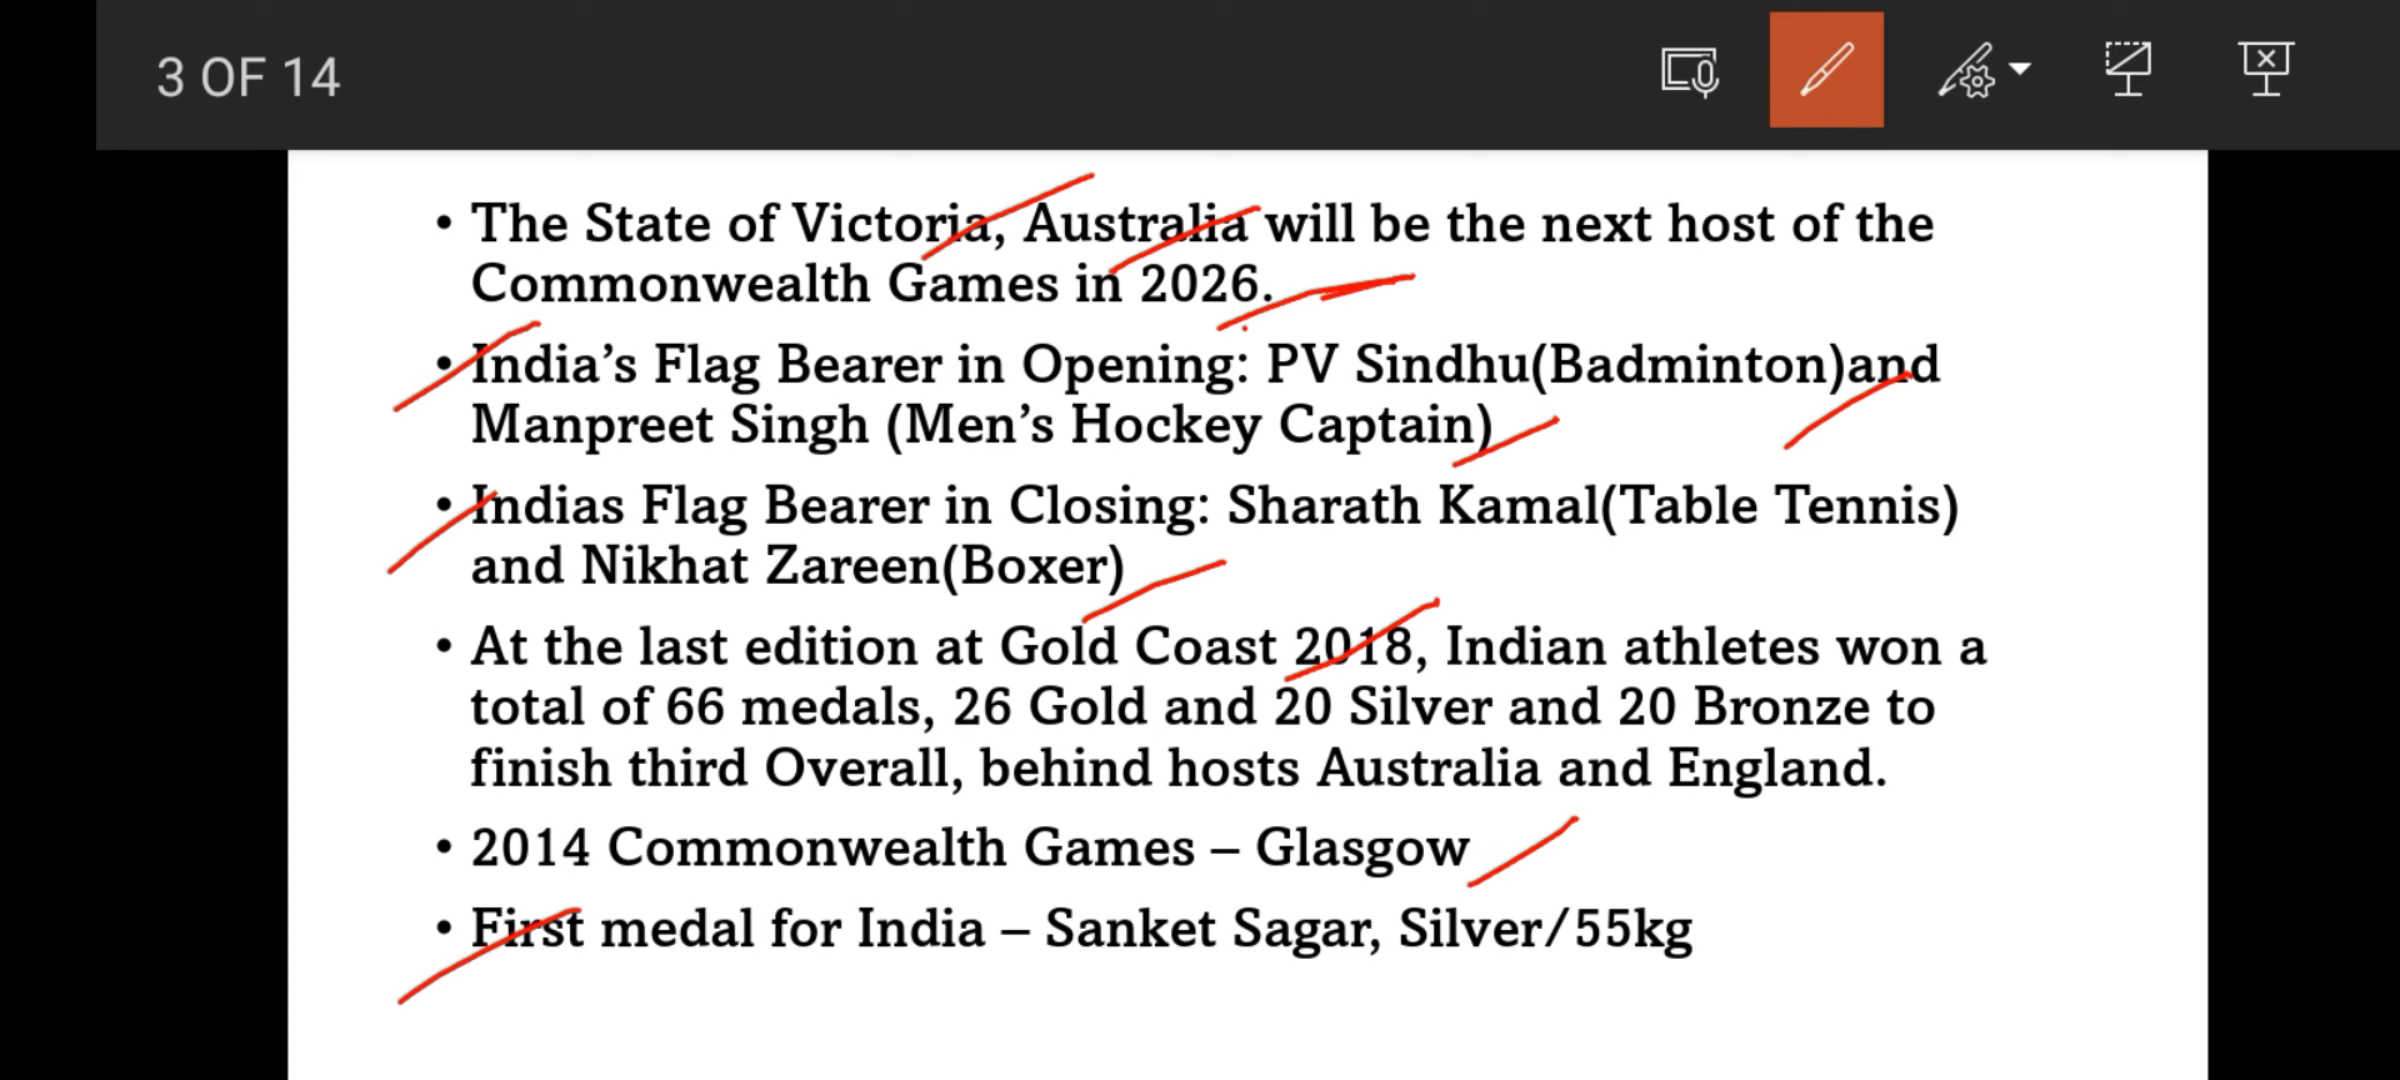 3 OF 14
• The State of Victoria, Australia will be the next host of the
Commonwealth Games in 2026.
• India’s Flag Bearer in Opening: PV Sindhu(Badminton)and
Manpreet Singh (Men’s Hockey Captain)
• Indias Flag Bearer in Closing: Sharath Kamal(Table Tennis)
and Nikhat Zareen(Boxer)
• At the last edition at Gold Coast 2018, Indian athletes won a
total of 66 medals, 26 Gold and 20 Silver and 20 Bronze to
finish third Overall, behind hosts Australia and England.
• 2014 Commonwealth Games – Glasgow
• First medal for India – Sanket Sagar, Silver/55kg